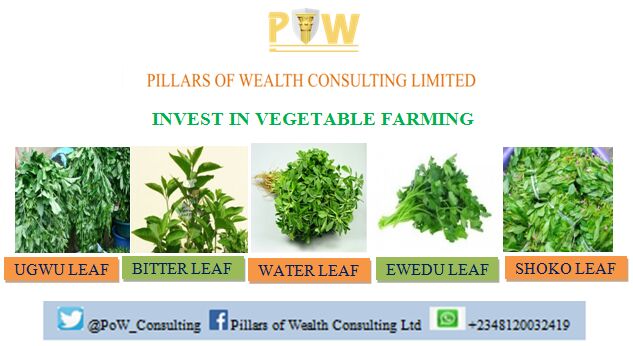 POW
PILLARS OF WEALTH CONSULTING LIMITED
INVEST IN VEGETABLE FARMING
UGWU LEAF
BITTER LEAF
WATER LEAF
EWEDU LEAF
SHOKO LEAF
@PoW_Consulting Pillars of Wealth Consulting Ltd +2348120032419